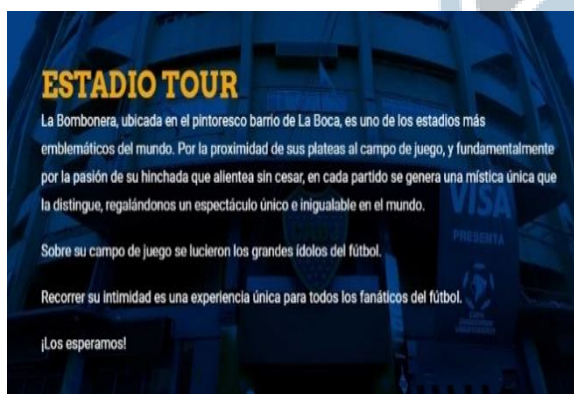 ESTADIO TOUR
La Bombonera, ubicada en el pintoresco barrio de La Boca, es uno de los estadios más
emblemáticos del mundo. Por la proximidad de sus plateas al campo de juego, y fundamentalmente
por la pasión de su hinchada que alientea sin cesar, en cada partido se genera una mística única que
la distingue, regalándonos un espectáculo único e inigualable en el mundo.
VISA
PRESENTA
Sobre su campo de juego se lucieron los grandes ídolos del fútbol.
Recorrer su intimidad es una experiencia única para todos los fanáticos del fútbol.
¡Los esperamos!